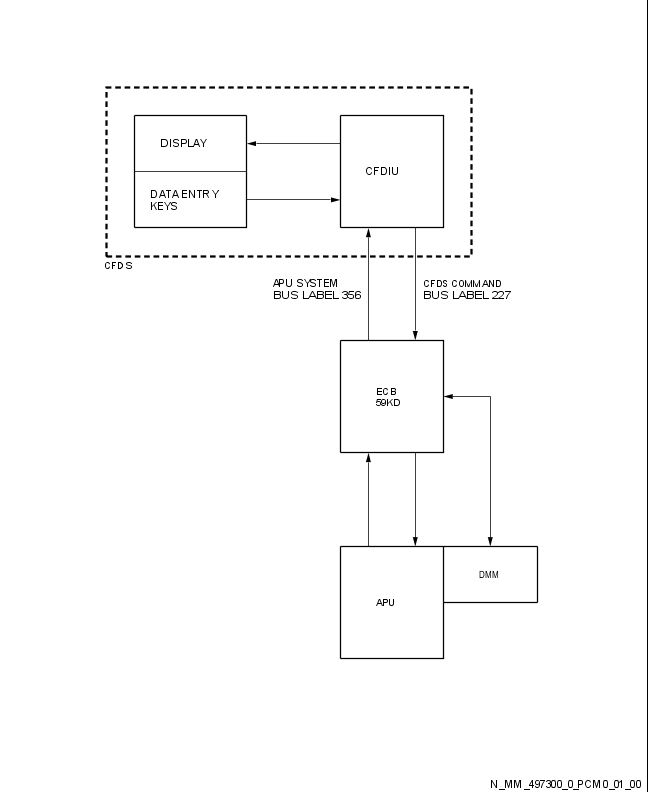 DISPLAY
DATA ENTRY
KEYS
CFDIU
CFDS
APU SYSTEM
BUS LABEL 356
CFDS COMMAND
BUS LABEL 227
ECB
59KD
DMM
APU
N_MM_497300_0_PCM0_01_00